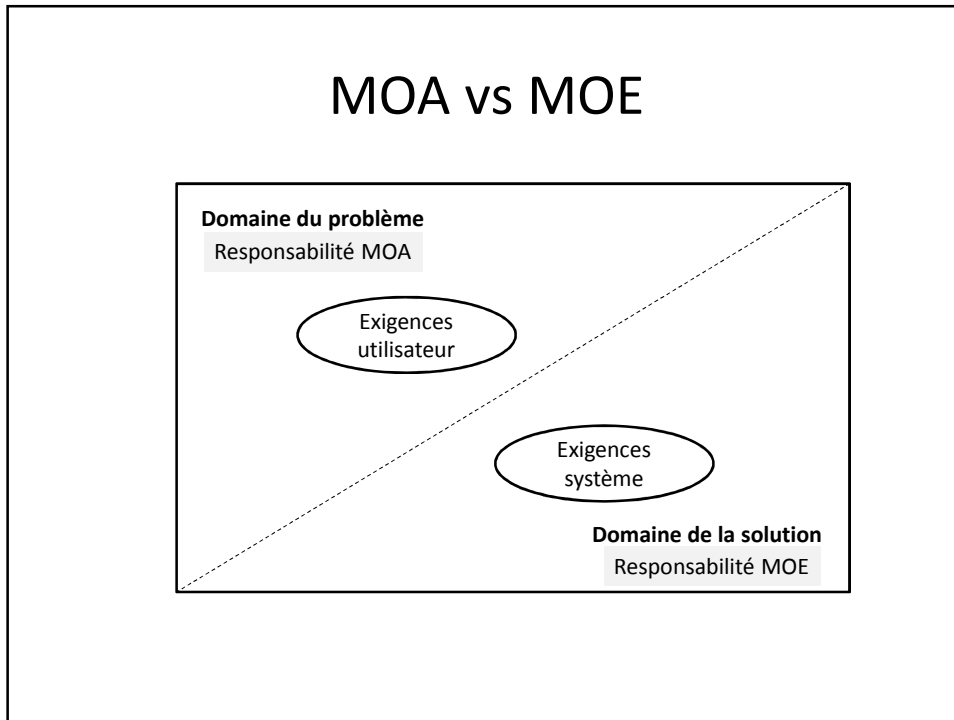 MOA vs MOE
Domaine du problème
Responsabilité MOA
Exigences
utilisateur
Exigences
système
Domaine de la solution
Responsabilité MOE